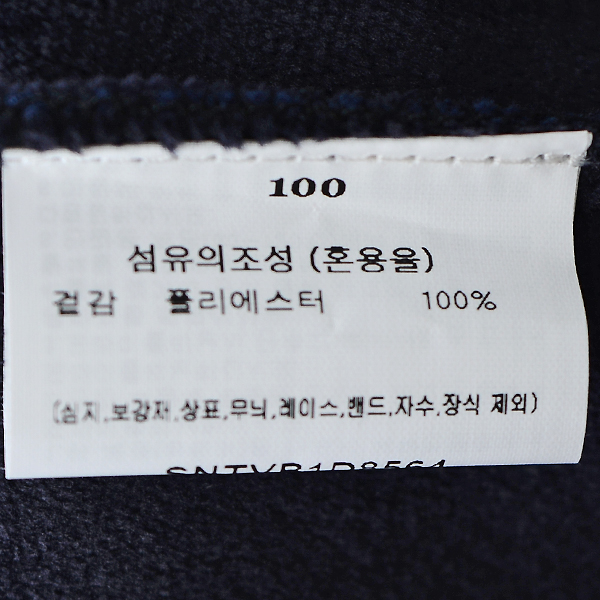 100
섬유의조성 (혼용율)
겉감 폴리에스터 100%
(심지,보강재,상표,무늬,레이스,밴드,자수,장식 제외)